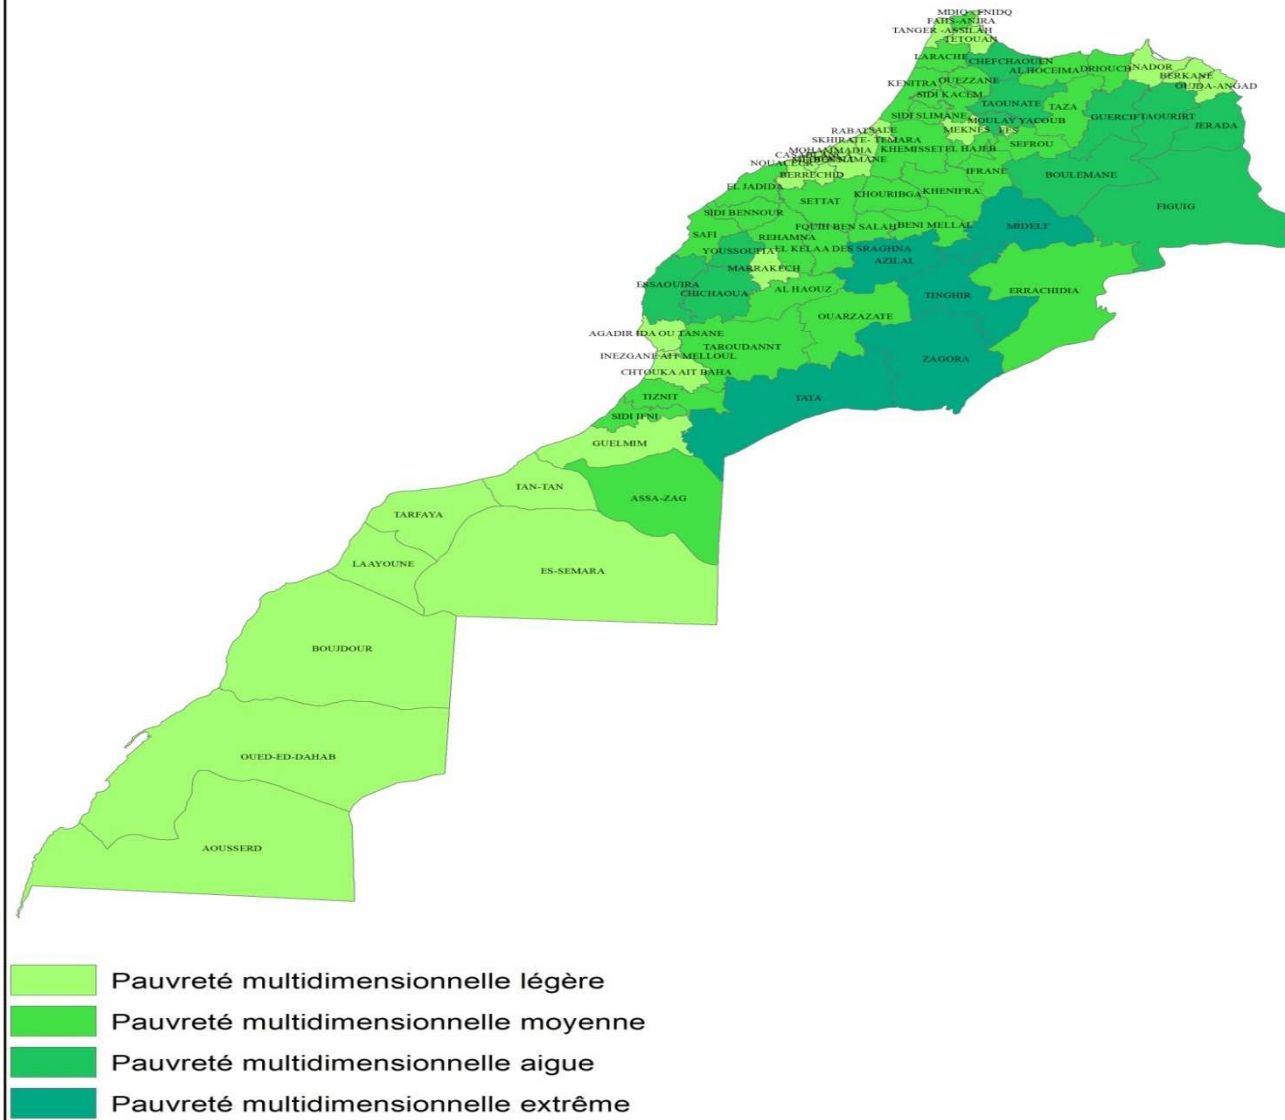 MDIQ - FNIDQ
FAHS-ANJRA
TANGER -ASSILAH
TETOUAN
LARACHE
CHEFCHAOUEN
AL HOCEIMA
DRIOUCH
NADOR
BERKANE
OUJDA-ANGAD
KENITRA
OUEZZANE
SIDI KACEM
TAOUNATE
TAZA
SIDI SLIMANE
MOULAY YACOUB
GUERCIF
TAOURIRT
JERADA
RABAT
SALE
MEKNES
FES
SKHIRATE- TEMARA
MOHAMMADIA
KHEMISSET
EL HAJEB
SEFROU
CASABLANCA
NOUACEUR
BERRECHID
IFRANE
BOULEMANE
EL JADIDA
SETTAT
KHOURIBGA
KHENIFRA
FIGUIG
SIDI BENNOUR
SAFI
REHAMNA
FQUIH BEN SALAH
BENI MELLAL
MIDELT
YOUSSOUFIA
EL KELAA DES SRAGHNA
AZILAL
MARRAKECH
ESSAOUIRA
CHICHAOUA
AL HAOUZ
TINGHIR
ERRACHIDIA
OUARZAZATE
AGADIR IDA OU TANANE
TAROUDANNT
INEZGANE AIT MELLOUL
ZAGORA
CHTOUKA AIT BAHA
TIZNIT
TATA
SIDI IFNI
GUELMIM
TAN-TAN
ASSA-ZAG
TARFAYA
LAAYOUNE
ES-SEMARA
BOUJDOUR
OUED-ED-DAHAB
AOUSSERD
Pauvreté multidimensionnelle légère
Pauvreté multidimensionnelle moyenne
Pauvreté multidimensionnelle aigue
Pauvreté multidimensionnelle extrême